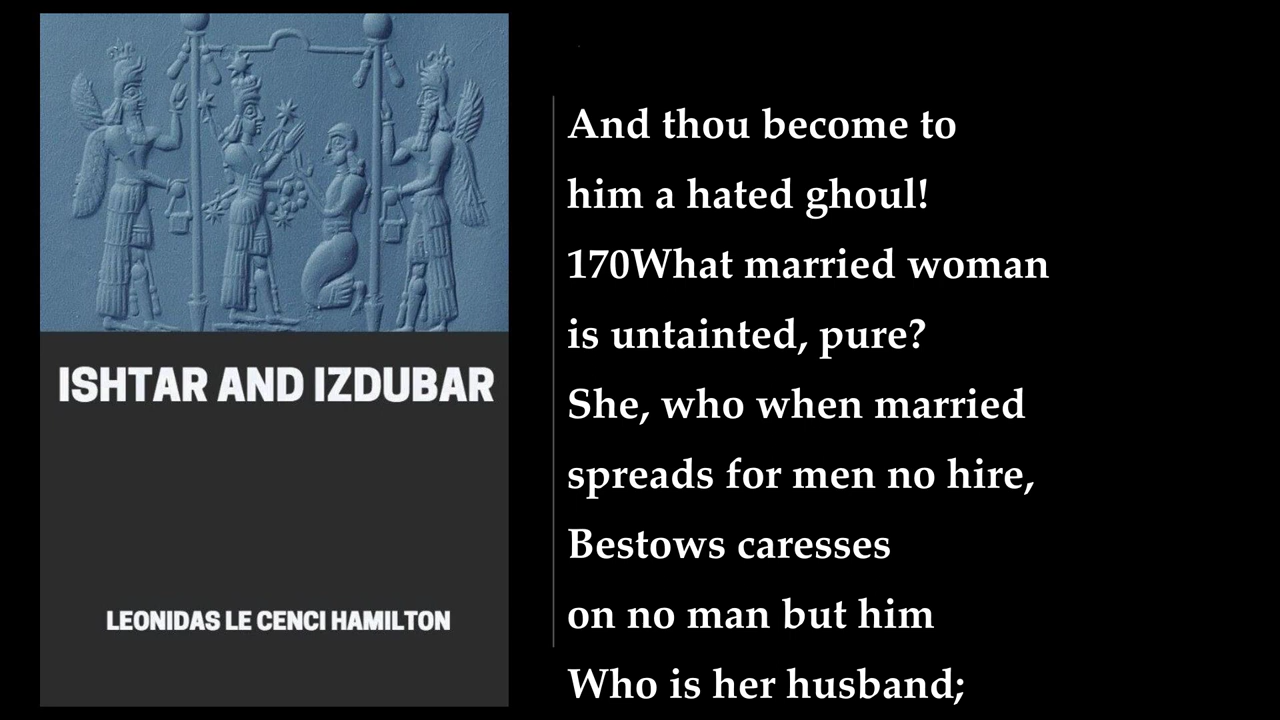 ISHTAR AND IZDUBAR
LEONIDAS LE CENCI HAMILTON
And thou become to
him a hated ghoul!
170What married woman
is untainted, pure?
She, who when married
spreads for men no hire,
Bestows caresses
on no man but him
Who is her husband;